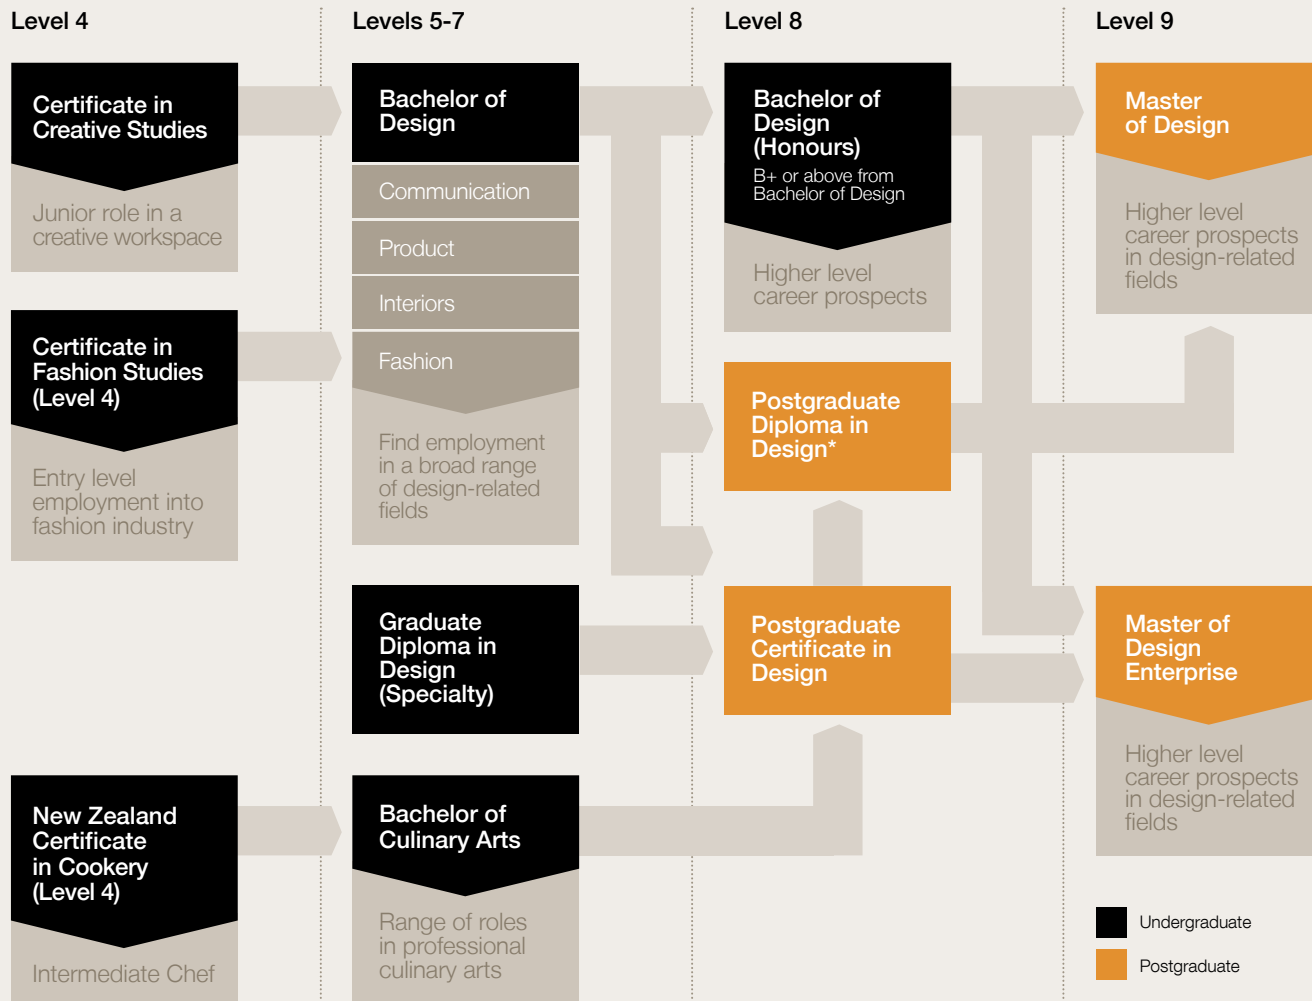 Level 4
Levels 5-7
Level 8
Level 9
Certificate in
Creative Studies
Junior role in a
creative workspace
Certificate in
Fashion Studies
(Level 4)
Entry level
employment into
fashion industry
New Zealand
Certificate
in Cookery
(Level 4)
Intermediate Chef
Bachelor of
Design
Communication
Product
Interiors
Fashion
Find employment
in a broad range
of design-related
fields
Graduate
Diploma in
Design
(Specialty)
Bachelor of
Culinary Arts
Range of roles
in professional
culinary arts
Bachelor of
Design
(Honours)
B+ or above from
Bachelor of Design
Higher level
career prospects
Postgraduate
Diploma in
Design*
Postgraduate
Certificate in
Design
Master
of Design
Higher level
career prospects
in design-related
fields
Master of
Design
Enterprise
Higher level
career prospects
in design-related
fields
Undergraduate
Postgraduate